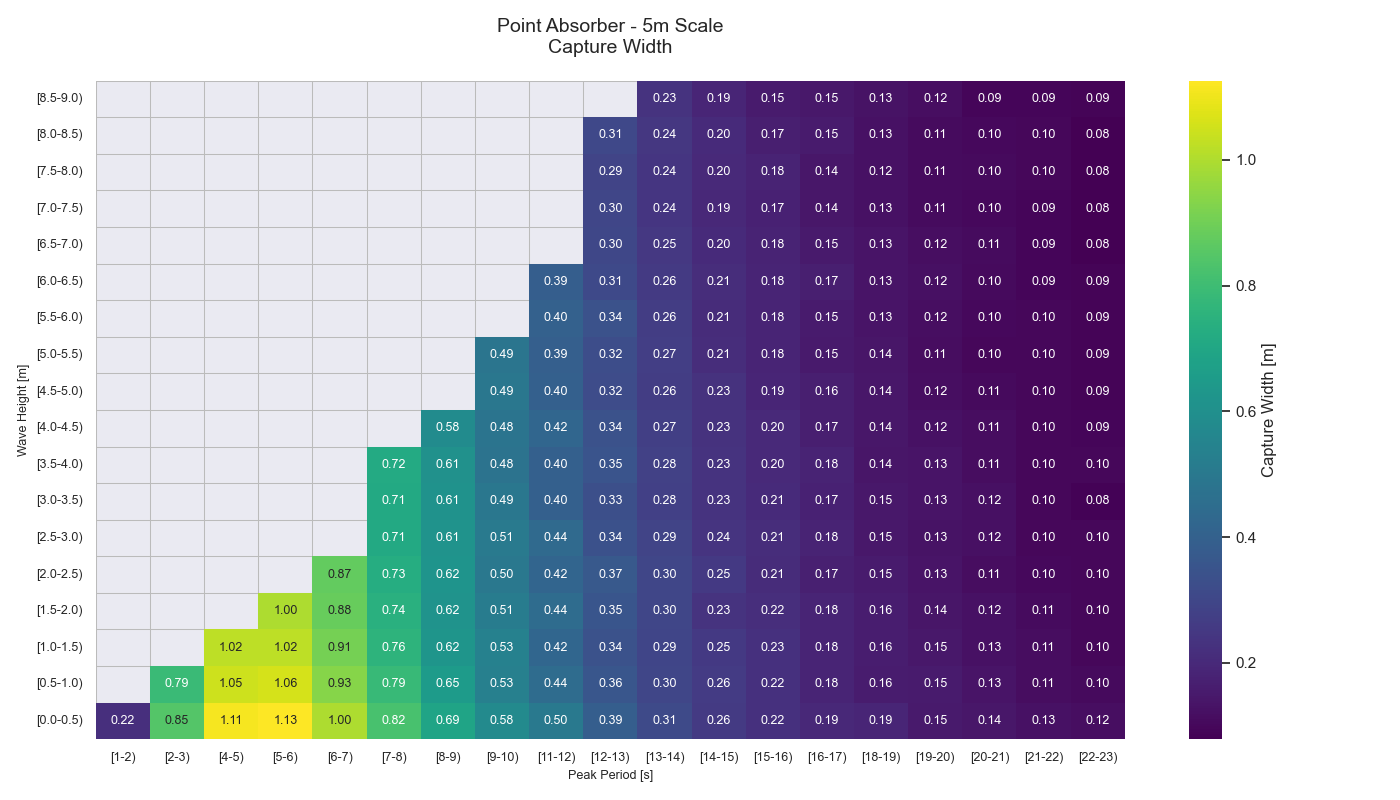 Point Absorber - 5m Scale
Capture Width
[8.5-9.0) 0.23 0.19 0.15 0.15 0.13 0.12 0.09 0.09 0.09
[8.0-8.5) 0.31 0.24 0.20 0.17 0.15 0.13 0.11 0.10 0.10 0.08
[7.5-8.0) 0.29 0.24 0.20 0.18 0.14 0.12 0.11 0.10 0.10 0.08
[7.0-7.5) 0.30 0.24 0.19 0.17 0.14 0.13 0.11 0.10 0.09 0.08
[6.5-7.0) 0.30 0.25 0.20 0.18 0.15 0.13 0.12 0.11 0.09 0.08
[6.0-6.5) 0.39 0.31 0.26 0.21 0.18 0.17 0.13 0.12 0.10 0.09 0.09
[5.5-6.0) 0.40 0.34 0.26 0.21 0.18 0.15 0.13 0.12 0.10 0.10 0.09
[5.0-5.5) 0.49 0.39 0.32 0.27 0.21 0.18 0.15 0.14 0.11 0.10 0.10 0.09
[4.5-5.0) 0.49 0.40 0.32 0.26 0.23 0.19 0.16 0.14 0.12 0.11 0.10 0.09
[4.0-4.5) 0.58 0.48 0.42 0.34 0.27 0.23 0.20 0.17 0.14 0.12 0.11 0.10 0.09
[3.5-4.0) 0.72 0.61 0.48 0.40 0.35 0.28 0.23 0.20 0.18 0.14 0.13 0.11 0.10 0.10
[3.0-3.5) 0.71 0.61 0.49 0.40 0.33 0.28 0.23 0.21 0.17 0.15 0.13 0.12 0.10 0.08
[2.5-3.0) 0.71 0.61 0.51 0.44 0.34 0.29 0.24 0.21 0.18 0.15 0.13 0.12 0.10 0.10
[2.0-2.5) 0.87 0.73 0.62 0.50 0.42 0.37 0.30 0.25 0.21 0.17 0.15 0.13 0.11 0.10 0.10
[1.5-2.0) 1.00 0.88 0.74 0.62 0.51 0.44 0.35 0.30 0.23 0.22 0.18 0.16 0.14 0.12 0.11 0.10
[1.0-1.5) 1.02 1.02 0.91 0.76 0.62 0.53 0.42 0.34 0.29 0.25 0.23 0.18 0.16 0.15 0.13 0.11 0.10
[0.5-1.0) 0.79 1.05 1.06 0.93 0.79 0.65 0.53 0.44 0.36 0.30 0.26 0.22 0.18 0.16 0.15 0.13 0.11 0.10
[0.0-0.5) 0.22 0.85 1.11 1.13 1.00 0.82 0.69 0.58 0.50 0.39 0.31 0.26 0.22 0.19 0.19 0.15 0.14 0.13 0.12
[1-2) [2-3) [4-5) [5-6) [6-7) [7-8) [8-9) [9-10) [11-12) [12-13) [13-14) [14-15) [15-16) [16-17) [18-19) [19-20) [20-21) [21-22) [22-23)
Peak Period [s]
Wave Height [m]
1.0
0.8
0.6
0.4
0.2
Capture Width [m]